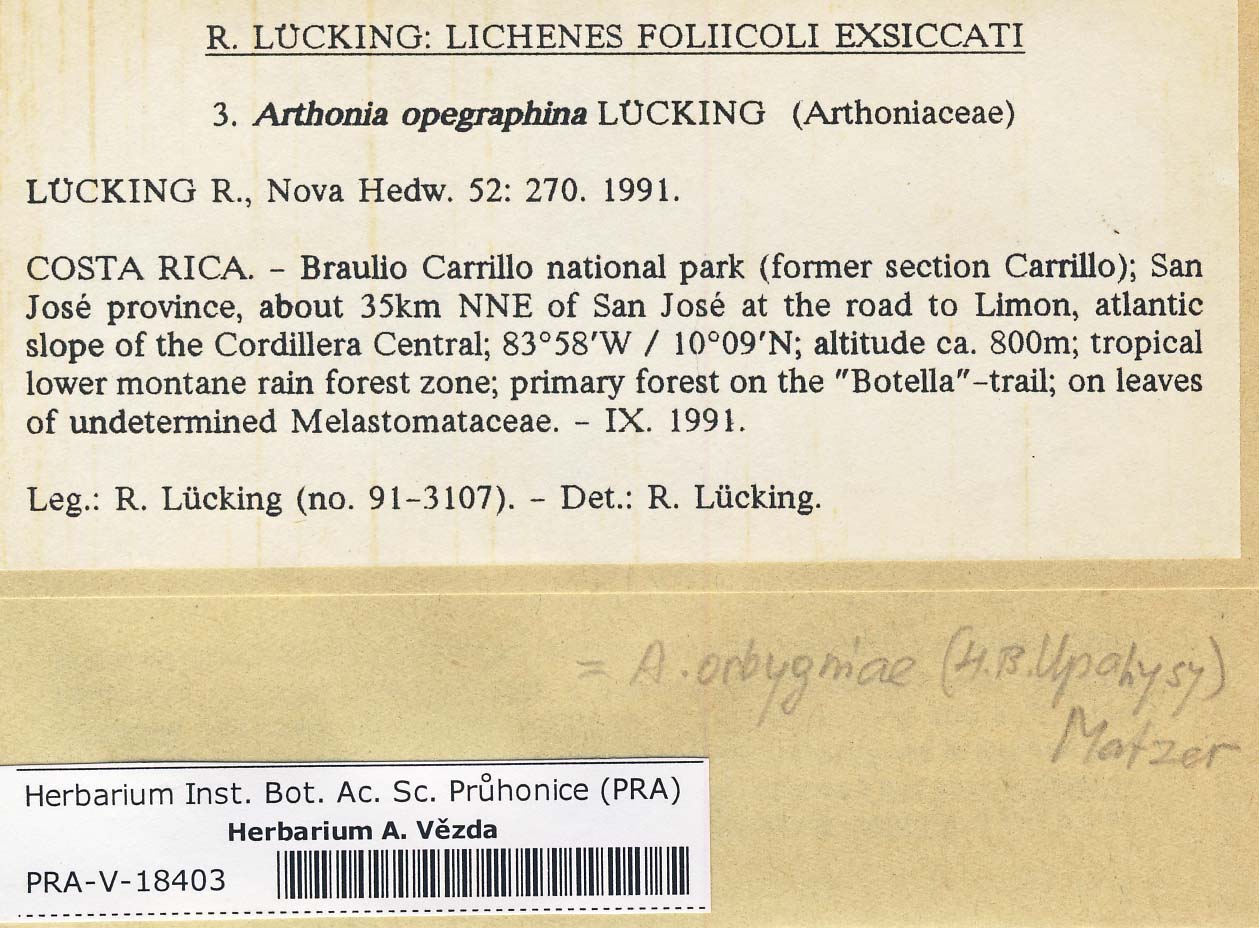 R. LÜCKING: LICHENES FOLIICOLI EXSICCATI
3. Arthonia opegraphina LÜCKING (Arthoniaceae)
LÜCKING R., Nova Hedw. 52: 270. 1991.
COSTA RICA. – Braulio Carrillo national park (former section Carrillo); San
José province, about 35km NNE of San José at the road to Limon, atlantic
slope of the Cordillera Central; 83°58′W / 10°09′N; altitude ca. 800m; tropical
lower montane rain forest zone; primary forest on the ″Botella″–trail; on leaves
of undetermined Melastomataceae. – IX. 1991.
Leg.: R. Lücking (no. 91–3107). – Det.: R. Lücking.
= A. orbygniae (H.B.
Matzer
Herbarium Inst. Bot. Ac. Sc. Průhonice (PRA)
Herbarium A. Vězda
PRA-V-18403